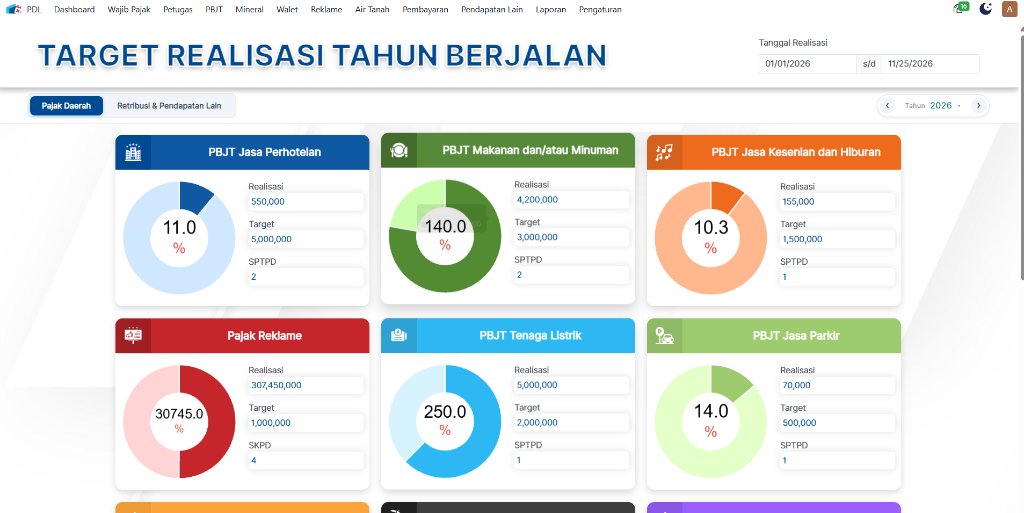 PDL Dashboard Wajib Pajak Petugas PBJT Mineral Walet Reklame Air Tanah Pembayaran Pendapatan Lain Laporan Pengaturan 16 A
TARGET REALISASI TAHUN BERJALAN
Tanggal Realisasi
01/01/2026 s/d 11/25/2026
Pajak Daerah Retribusi & Pendapatan Lain
Tahun 2026
PBJT Jasa Perhotelan
11.0
%
Realisasi
550,000
Target
5,000,000
SPTPD
2
PBJT Makanan dan/atau Minuman
140.0
%
Realisasi
4,200,000
Target
3,000,000
SPTPD
2
PBJT Jasa Kesenian dan Hiburan
10.3
%
Realisasi
155,000
Target
1,500,000
SPTPD
1
Pajak Reklame
30745.0
%
Realisasi
307,450,000
Target
1,000,000
SKPD
4
PBJT Tenaga Listrik
250.0
%
Realisasi
5,000,000
Target
2,000,000
SPTPD
1
PBJT Jasa Parkir
14.0
%
Realisasi
70,000
Target
500,000
SPTPD
1